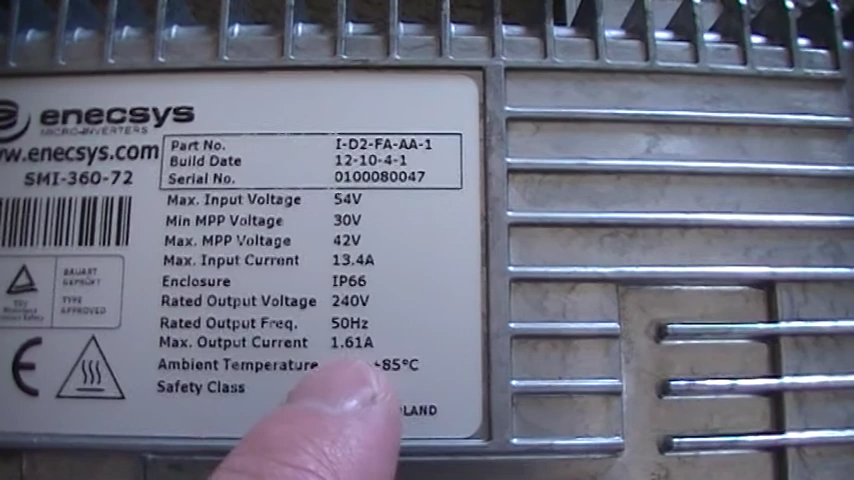 enecsys
MICRO-INVERTERS
w.enecsys.com
SMI-360-72
Part No. I-D2-FA-AA-1
Build Date 12-10-4-1
Serial No. 0100080047
Max. Input Voltage 54V
Min MPP Voltage 30V
Max. MPP Voltage 42V
Max. Input Current 13.4A
Enclosure IP66
Rated Output Voltage 240V
Rated Output Freq. 50Hz
Max. Output Current 1.61A
Ambient Temperature +85°C
Safety Class
LAND
BAUART
GEPRÜFT
TYPE
APPROVED
CE